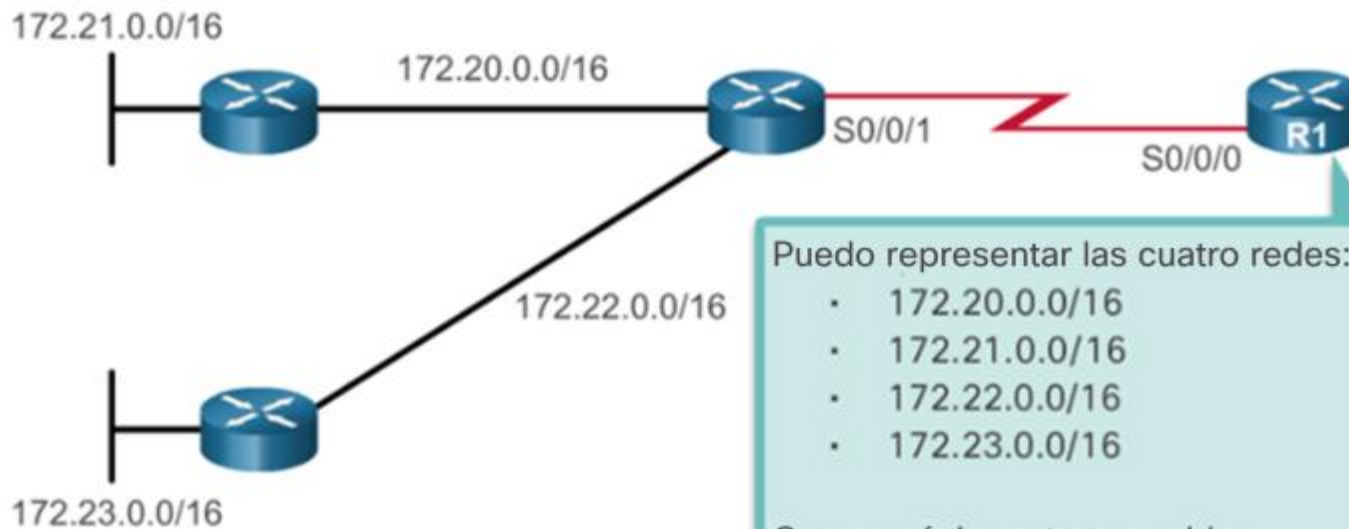 172.21.0.0/16
172.20.0.0/16
S0/0/1
S0/0/0
R1
172.22.0.0/16
172.23.0.0/16
Puedo representar las cuatro redes:
· 172.20.0.0/16
· 172.21.0.0/16
· 172.22.0.0/16
· 172.23.0.0/16